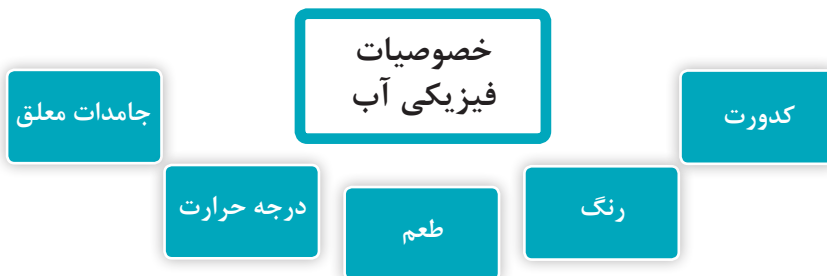 خصوصیات
فیزیکی آب
کدورت
رنگ
طعم
درجه حرارت
جامدات معلق